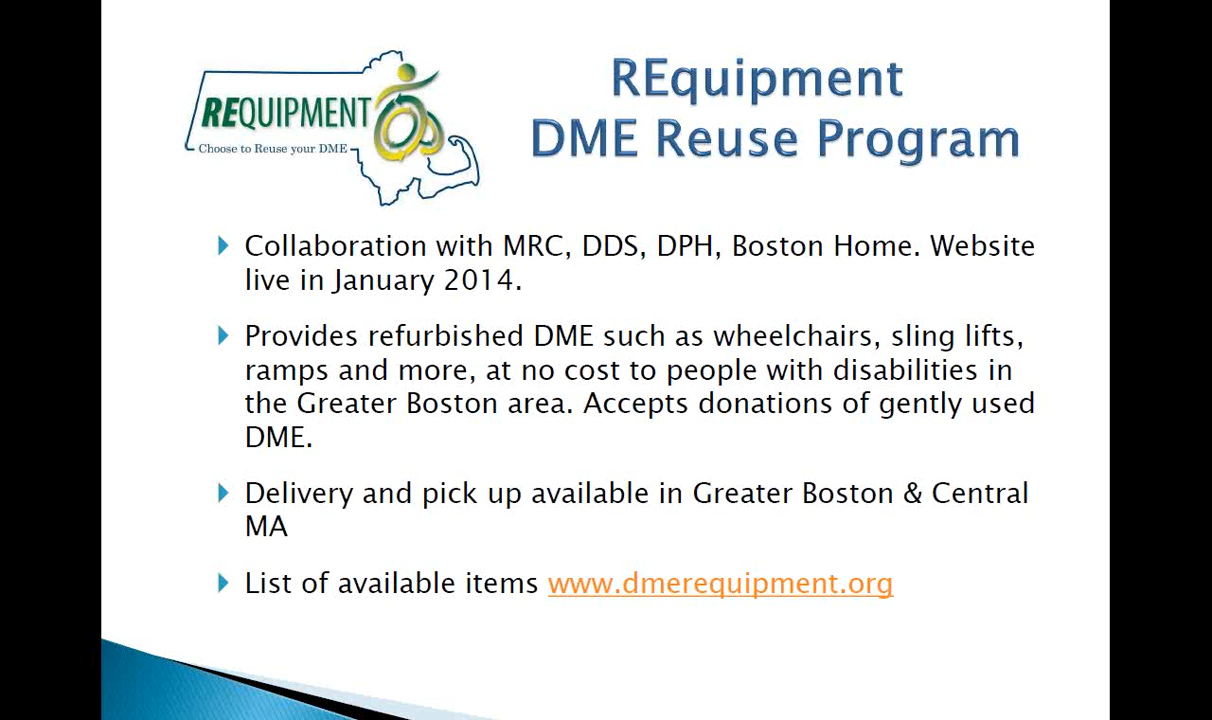 REQUIPMENT
Choose to Reuse your DME
REquipment
DME Reuse Program
Collaboration with MRC, DDS, DPH, Boston Home. Website
live in January 2014.
Provides refurbished DME such as wheelchairs, sling lifts,
ramps and more, at no cost to people with disabilities in
the Greater Boston area. Accepts donations of gently used
DME.
Delivery and pick up available in Greater Boston & Central
MA
List of available items www.dmerequipment.org